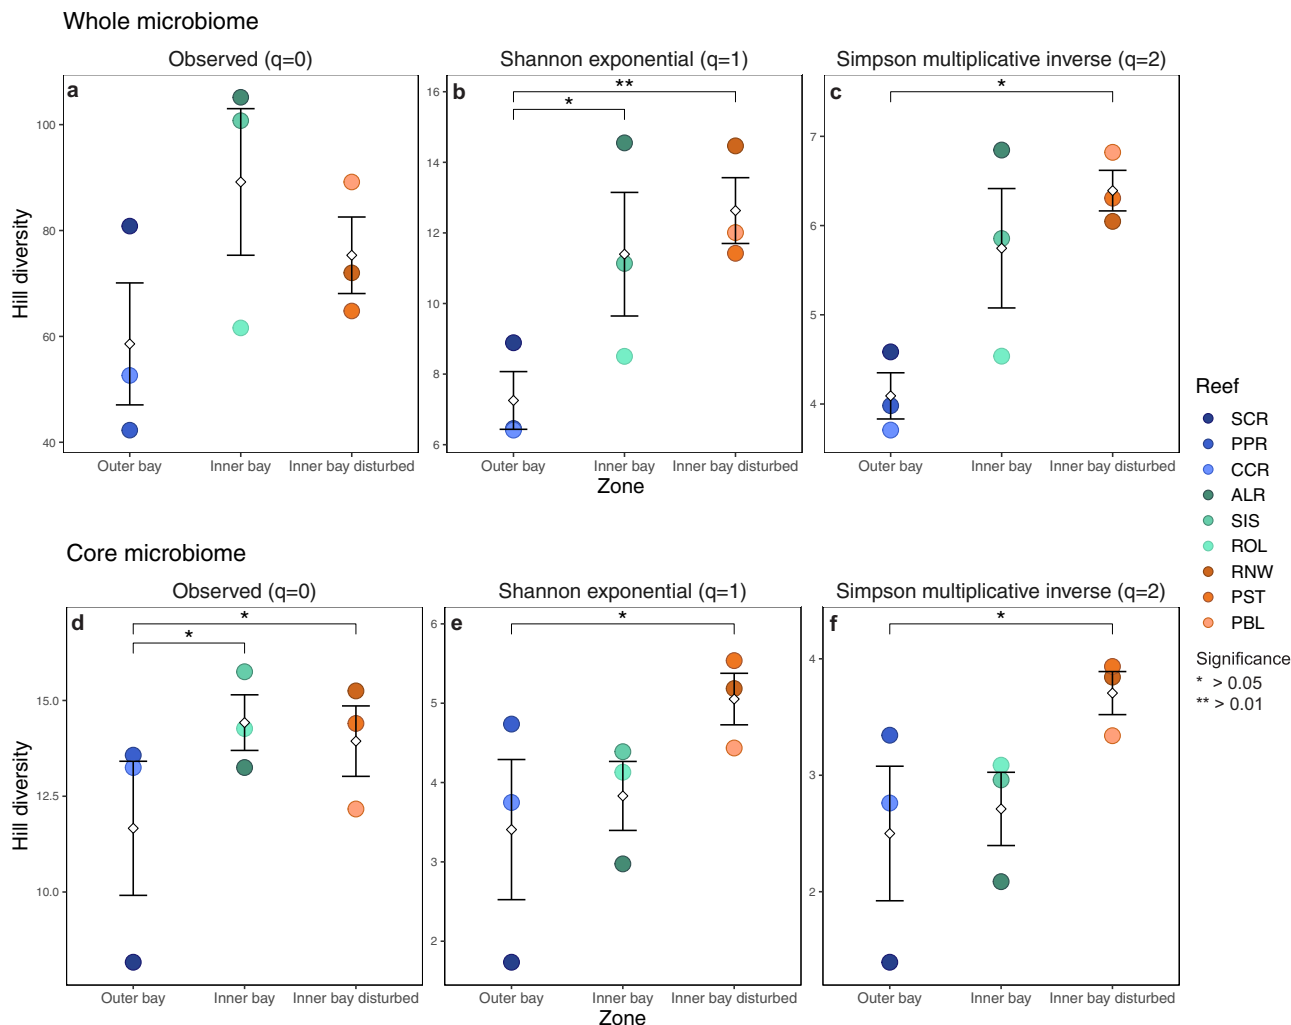 Whole microbiome
Observed (q=0)
Shannon exponential (q=1)
Simpson multiplicative inverse (q=2)
a
b
c
Hill diversity
100
80
60
40
16
14
12
10
8
6
7
6
5
4
**
*
*
Outer bay
Inner bay
Inner bay disturbed
Outer bay
Inner bay
Inner bay disturbed
Outer bay
Inner bay
Inner bay disturbed
Zone
Reef
SCR
PPR
CCR
ALR
SIS
ROL
RNW
PST
PBL
Significance
* > 0.05
** > 0.01
Core microbiome
Observed (q=0)
Shannon exponential (q=1)
Simpson multiplicative inverse (q=2)
d
e
f
Hill diversity
15.0
12.5
10.0
6
5
4
3
2
4
3
2
*
*
*
*
Outer bay
Inner bay
Inner bay disturbed
Outer bay
Inner bay
Inner bay disturbed
Outer bay
Inner bay
Inner bay disturbed
Zone